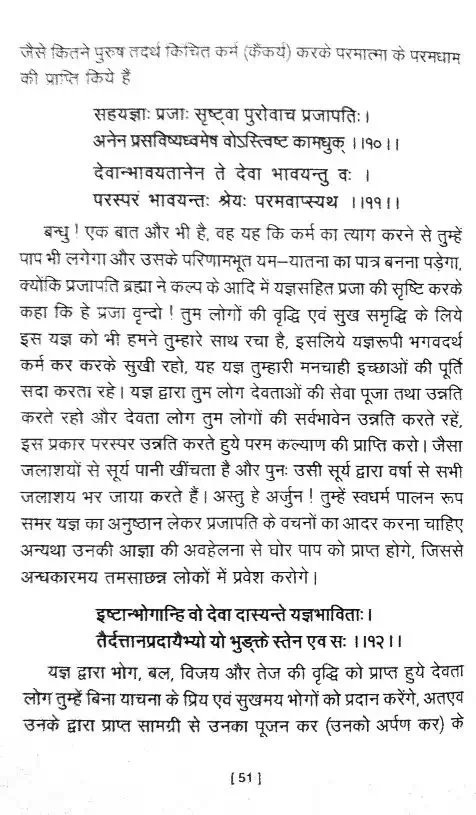 जैसे कितने पुरुष तदर्थ किचित कर्म (कैंकर्य) करके परमात्मा के परमधाम
की प्राप्ति किये हैं
सहयज्ञाः प्रजाः सृष्ट्वा पुरोवाच प्रजापतिः।
अनेन प्रसविष्यध्वमेष वोऽस्त्विष्ट कामधुक् ।।१०।।
देवान्भावयतानेन ते देवा भावयन्तु वः ।
परस्परं भावयन्तः श्रेयः परमवाप्स्यथ ।।११।।
बन्धु ! एक बात और भी है, वह यह कि कर्म का त्याग करने से तुम्हें
पाप भी लगेगा और उसके परिणामभूत यम–यातना का पात्र बनना पड़ेगा,
क्योंकि प्रजापति ब्रह्मा ने कल्प के आदि में यज्ञसहित प्रजा की सृष्टि करके
कहा कि हे प्रजा वृन्दो ! तुम लोगों की वृद्धि एवं सुख समृद्धि के लिये
इस यज्ञ को भी हमने तुम्हारे साथ रचा है, इसलिये यज्ञरूपी भगवदर्थ
कर्म कर करके सुखी रहो, यह यज्ञ तुम्हारी मनचाही इच्छाओं की पूर्ति
सदा करता रहे। यज्ञ द्वारा तुम लोग देवताओं की सेवा पूजा तथा उन्नति
करते रहो और देवता लोग तुम लोगों की सर्वभावेन उन्नति करते रहें,
इस प्रकार परस्पर उन्नति करते हुये परम कल्याण की प्राप्ति करो। जैसा
जलाशयों से सूर्य पानी खींचता है और पुनः उसी सूर्य द्वारा वर्षा से सभी
जलाशय भर जाया करते हैं। अस्तु हे अर्जुन ! तुम्हें स्वधर्म पालन रूप
समर यज्ञ का अनुष्ठान लेकर प्रजापति के वचनों का आदर करना चाहिए
अन्यथा उनकी आज्ञा की अवहेलना से घोर पाप को प्राप्त होगे, जिससे
अन्धकारमय तमसाछन्न लोकों में प्रवेश करोगे।
इष्टान्भोगान्हि वो देवा दास्यन्ते यज्ञभाविताः।
तैर्दत्तानप्रदायैभ्यो यो भुङ्क्ते स्तेन एव सः ।।१२।।
यज्ञ द्वारा भोग, बल, विजय और तेज की वृद्धि को प्राप्त हुये देवता
लोग तुम्हें बिना याचना के प्रिय एवं सुखमय भोगों को प्रदान करेंगे, अतएव
उनके द्वारा प्राप्त सामग्री से उनका पूजन कर (उनको अर्पण कर) के
[ 51 ]